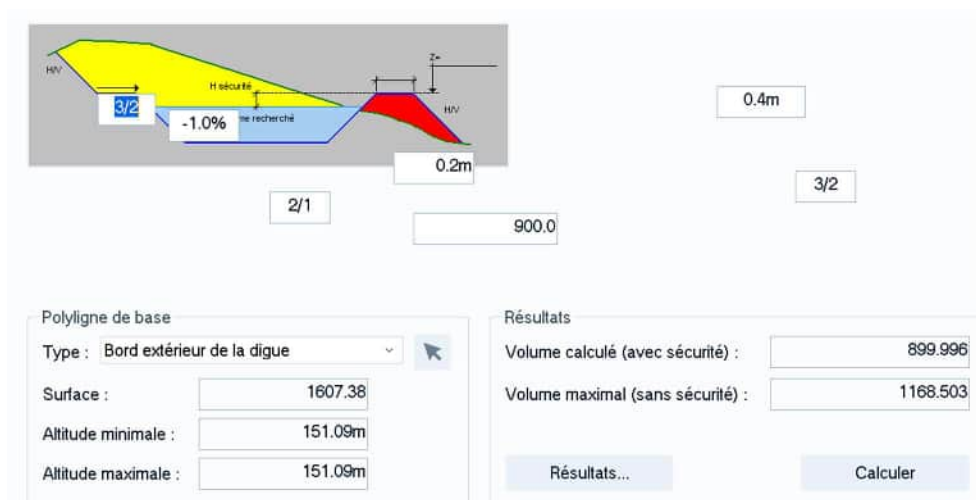 Z=
H/V
H sécurité
H/V
3/2
-1.0%
me recherché
0.4m
0.2m
3/2
2/1
900.0
Polyligne de base
Type : Bord extérieur de la digue
Surface : 1607.38
Altitude minimale : 151.09m
Altitude maximale : 151.09m
Résultats
Volume calculé (avec sécurité) : 899.996
Volume maximal (sans sécurité) : 1168.503
Résultats...
Calculer